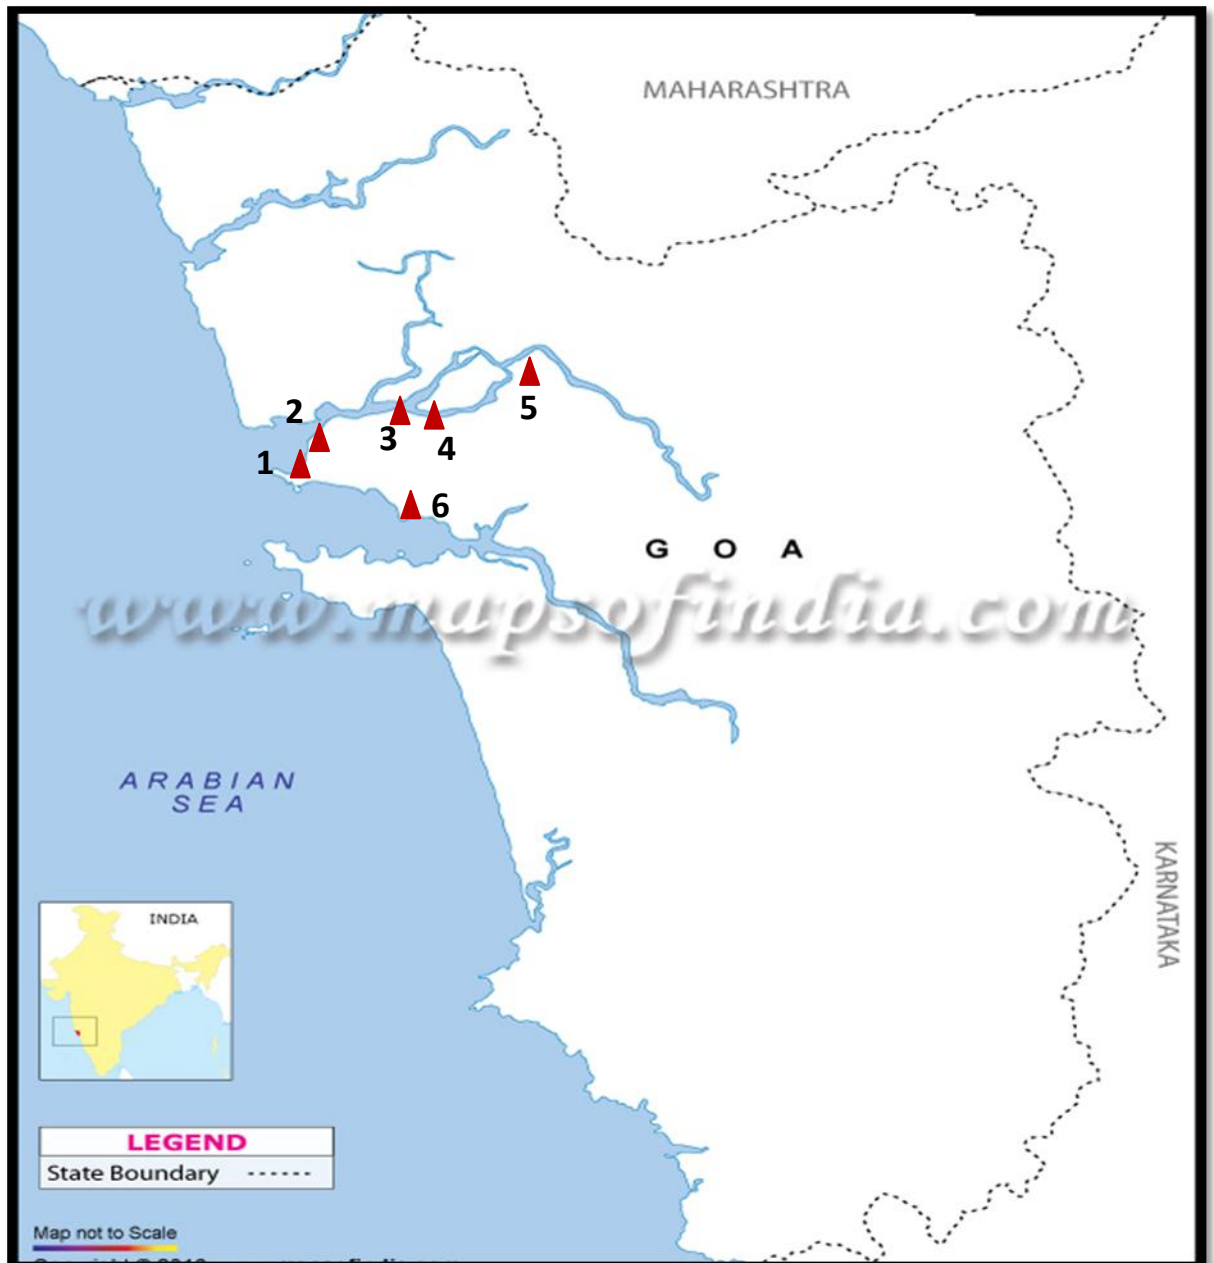 MAHARASHTRA
2
5
3
4
1
6
G O A
www.mapsofindia.com
ARABIAN
SEA
KARNATAKA
INDIA
LEGEND
State Boundary
Map not to Scale